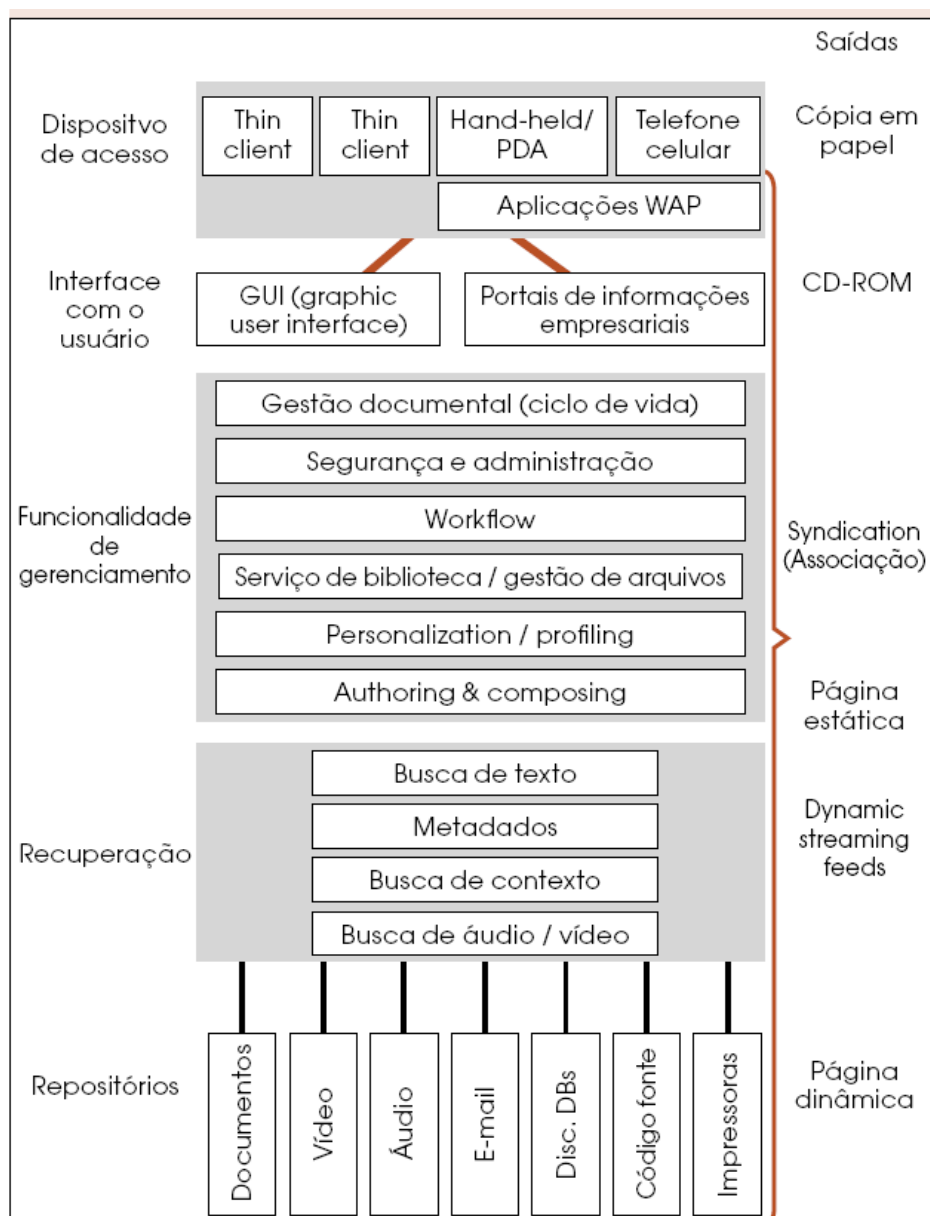 Saídas
Dispositvo
de acesso
Thin
client
Thin
client
Hand-held/
PDA
Telefone
celular
Aplicações WAP
Cópia em
papel
Interface
com o
usuário
GUI (graphic
user interface)
Portais de informações
empresariais
CD-ROM
Funcionalidade
de
gerenciamento
Gestão documental (ciclo de vida)
Segurança e administração
Workflow
Serviço de biblioteca / gestão de arquivos
Personalization / profiling
Authoring & composing
Syndication
(Associação)
Página
estática
Recuperação
Busca de texto
Metadados
Busca de contexto
Busca de áudio / vídeo
Dynamic
streaming
feeds
Repositórios
Documentos
Vídeo
Áudio
E-mail
Disc. DBs
Código fonte
Impressoras
Página
dinâmica